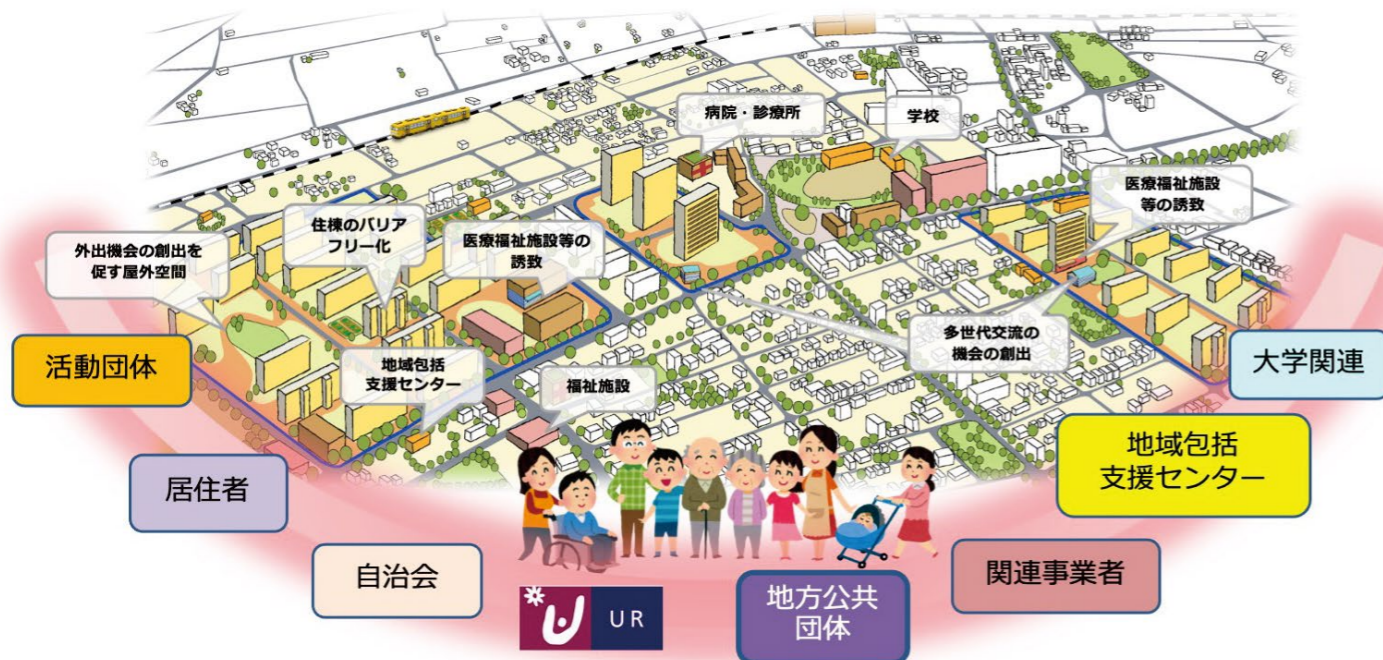 病院・診療所
学校
医療福祉施設
等の誘致
住棟のバリア
フリー化
医療福祉施設等の
誘致
外出機会の創出を
促す屋外空間
多世代交流の
機会の創出
地域包括
支援センター
福祉施設
活動団体
大学関連
居住者
地域包括
支援センター
自治会
UR
地方公共
団体
関連事業者